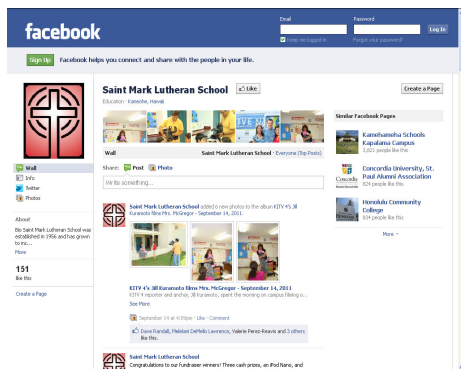 facebook
Email
Password
Keep me logged in
Forgot your password?
Log In
Sign Up
Facebook helps you connect and share with the people in your life.
Saint Mark Lutheran School
Like
Create a Page
Education · Kaneohe, Hawaii
Wall
Info
Twitter
Photos
About
Bio Saint Mark Lutheran School was
established in 1956 and has grown
to inc...
More
151
like this
Create a Page
Wall
Saint Mark Lutheran School · Everyone (Top Posts)
Share:
Post
Photo
Write something...
Saint Mark Lutheran School added 6 new photos to the album KITV 4's Jill
Kuramoto films Mrs. McGregor - September 14, 2011.
KITV 4's Jill Kuramoto films Mrs. McGregor - September 14, 2011
KITV 4 reporter and anchor, Jill Kuramoto, spent the morning on campus filming o...
See More
September 14 at 4:09pm · Like · Comment
Dave Randall, Melelani DeMello Lawrence, Valerie Perez-Reavis and 3 others
like this.
Saint Mark Lutheran School
Congratulations to our fundraiser winners! Three cash prizes, an iPod Nano, and
Similar Facebook Pages
Kamehameha Schools
Kapalama Campus
people like this
Concordia
Concordia University, St.
Paul Alumni Association
824 people like this
Honolulu Community
College
834 people like this
More